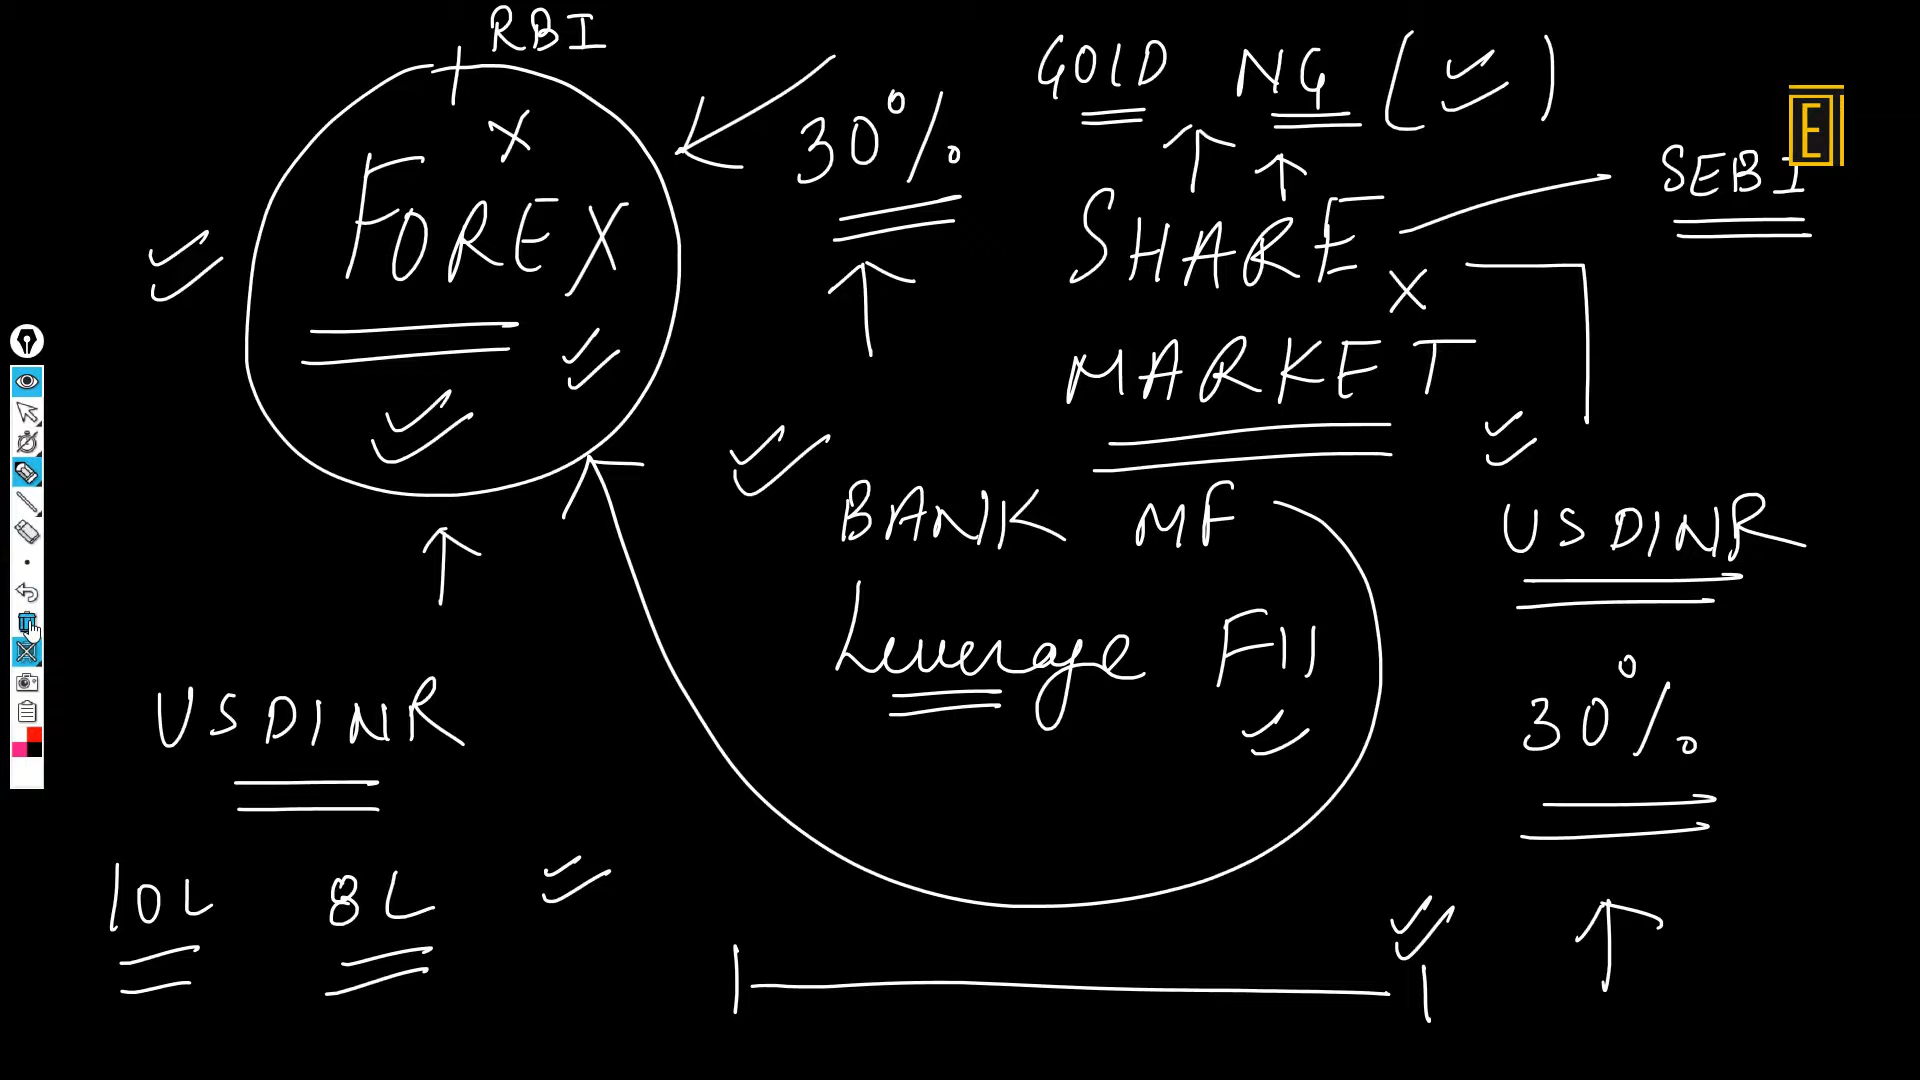 RBI
GOLD NG (✓)
30%
E
SEBI
x
FOREX
SHARE
x
MARKET
BANK MF
USDINR
Leverage FII
30%
USDINR
10L 8L